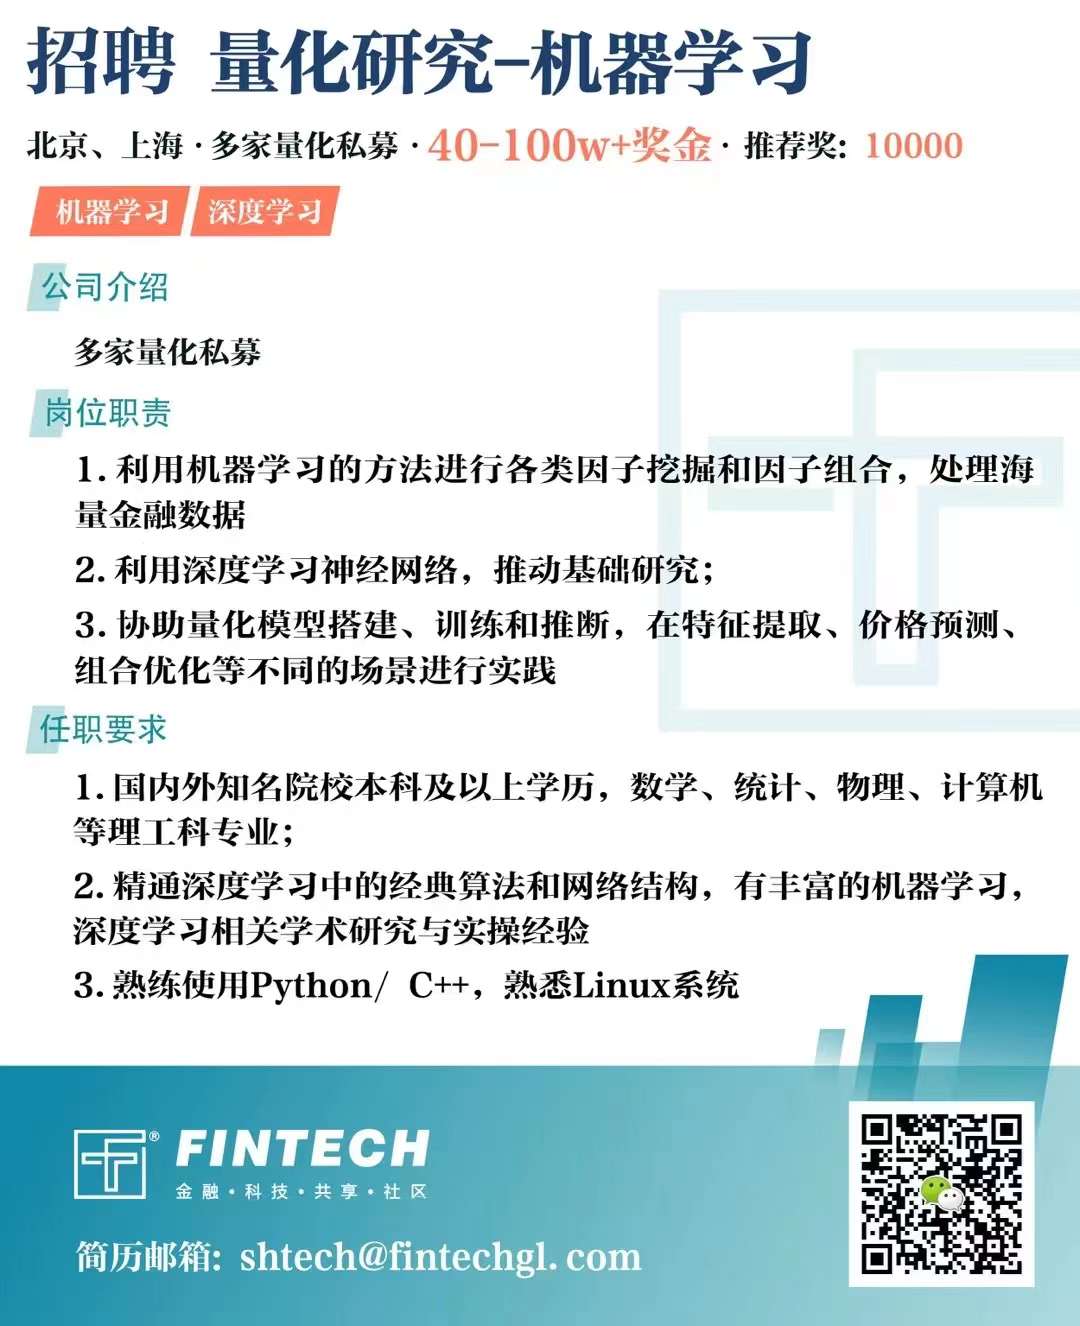 招聘 量化研究-机器学习
北京、上海·多家量化私募·40-100w+奖金·推荐奖: 10000
机器学习 深度学习
公司介绍
多家量化私募
岗位职责
1. 利用机器学习的方法进行各类因子挖掘和因子组合，处理海
量金融数据
2. 利用深度学习神经网络，推动基础研究；
3. 协助量化模型搭建、训练和推断，在特征提取、价格预测、
组合优化等不同的场景进行实践
任职要求
1. 国内外知名院校本科及以上学历，数学、统计、物理、计算机
等理工科专业；
2. 精通深度学习中的经典算法和网络结构，有丰富的机器学习，
深度学习相关学术研究与实操经验
3. 熟练使用Python/ C++，熟悉Linux系统
® FINTECH
金融·科技·共享·社区
简历邮箱: shtech@fintechgl. com